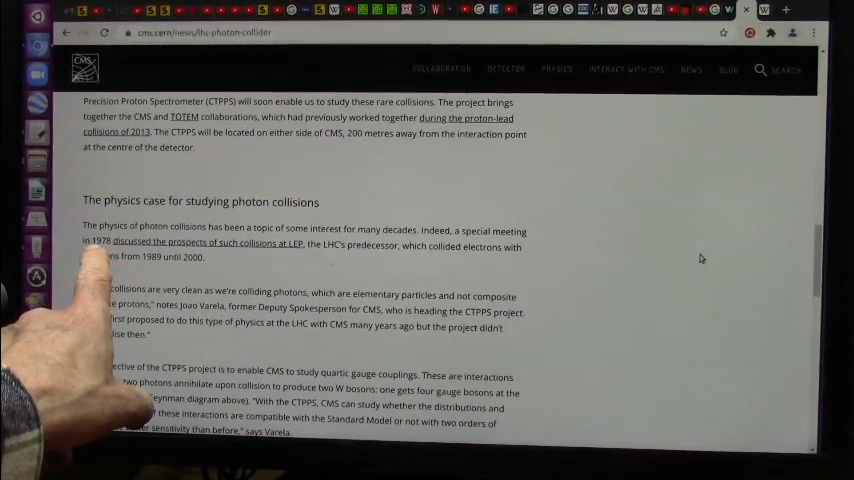 cms.cern/news/lhc-photon-collider
CMS
COLLABORATION DETECTOR PHYSICS INTERACT WITH CMS NEWS BLOG SEARCH
Precision Proton Spectrometer (CTPPS) will soon enable us to study these rare collisions. The project brings
together the CMS and TOTEM collaborations, which had previously worked together during the proton-lead
collisions of 2013. The CTPPS will be located on either side of CMS, 200 metres away from the interaction point
at the centre of the detector.
The physics case for studying photon collisions
The physics of photon collisions has been a topic of some interest for many decades. Indeed, a special meeting
in 1978 discussed the prospects of such collisions at LEP, the LHC's predecessor, which collided electrons with
from 1989 until 2000.
collisions are very clean as we're colliding photons, which are elementary particles and not composite
protons," notes Joao Varela, former Deputy Spokesperson for CMS, who is heading the CTPPS project.
first proposed to do this type of physics at the LHC with CMS many years ago but the project didn't
then."
of the CTPPS project is to enable CMS to study quartic gauge couplings. These are interactions
two photons annihilate upon collision to produce two W bosons: one gets four gauge bosons at the
diagram above). "With the CTPPS, CMS can study whether the distributions and
of these interactions are compatible with the Standard Model or not with two orders of
sensitivity than before," says Varela.